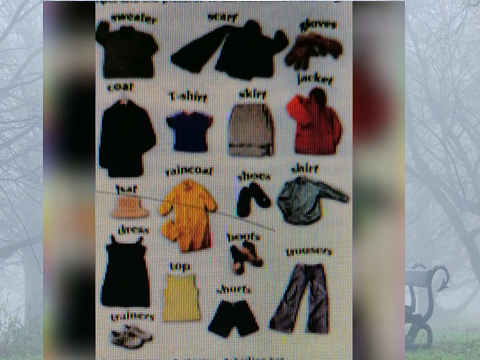 sweater scarf gloves
coat T-shirt skirt jacket
hat raincoat shoes shirt
dress boots trousers
top shorts
trainers